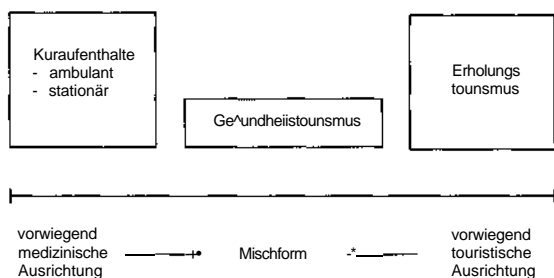 Kuraufenthalte
- ambulant
- stationär
Ge^undheiistounsmus
Erholungs
tounsmus
vorwiegend
medizinische
Ausrichtung
Mischform
vorwiegend
touristische
Ausrichtung